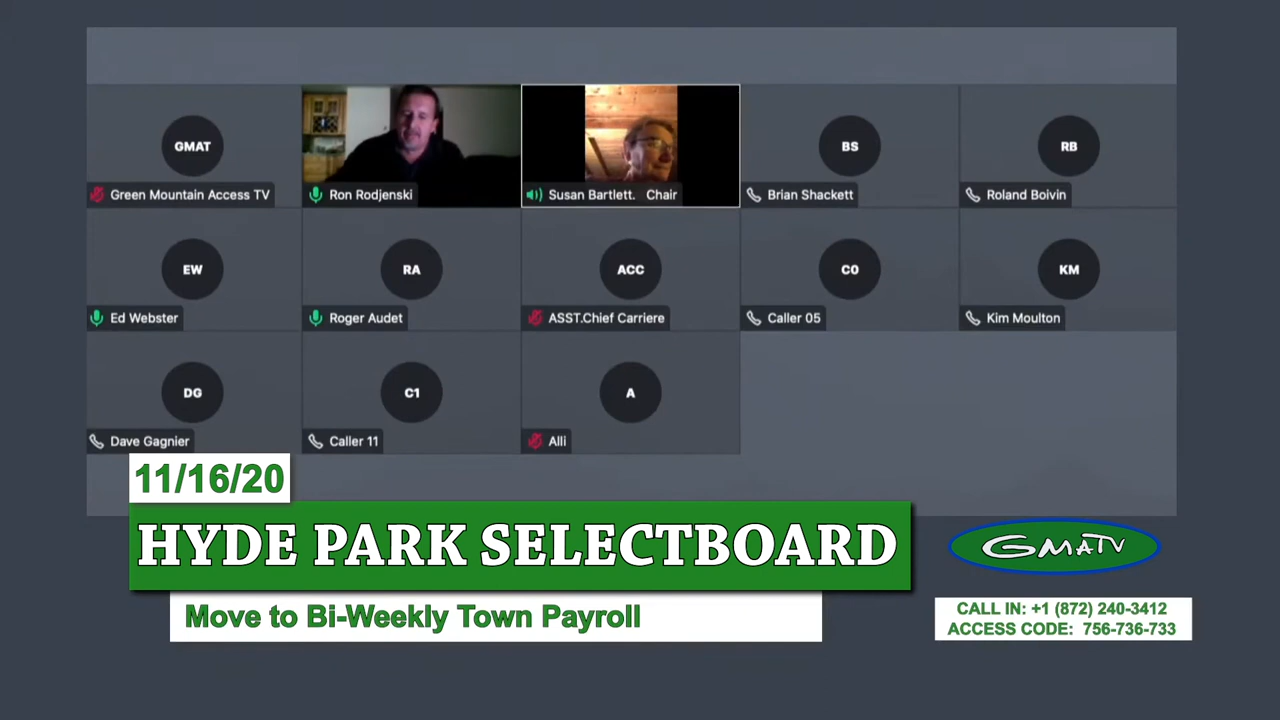 GMAT
BS
RB
Green Mountain Access TV
Ron Rodjenski
Susan Bartlett. Chair
Brian Shackett
Roland Boivin
EW
RA
ACC
C0
KM
Ed Webster
Roger Audet
ASST.Chief Carriere
Caller 05
Kim Moulton
DG
C1
A
Dave Gagnier
Caller 11
Alli
11/16/20
HYDE PARK SELECTBOARD
GMATV
Move to Bi-Weekly Town Payroll
CALL IN: +1 (872) 240-3412
ACCESS CODE: 756-736-733